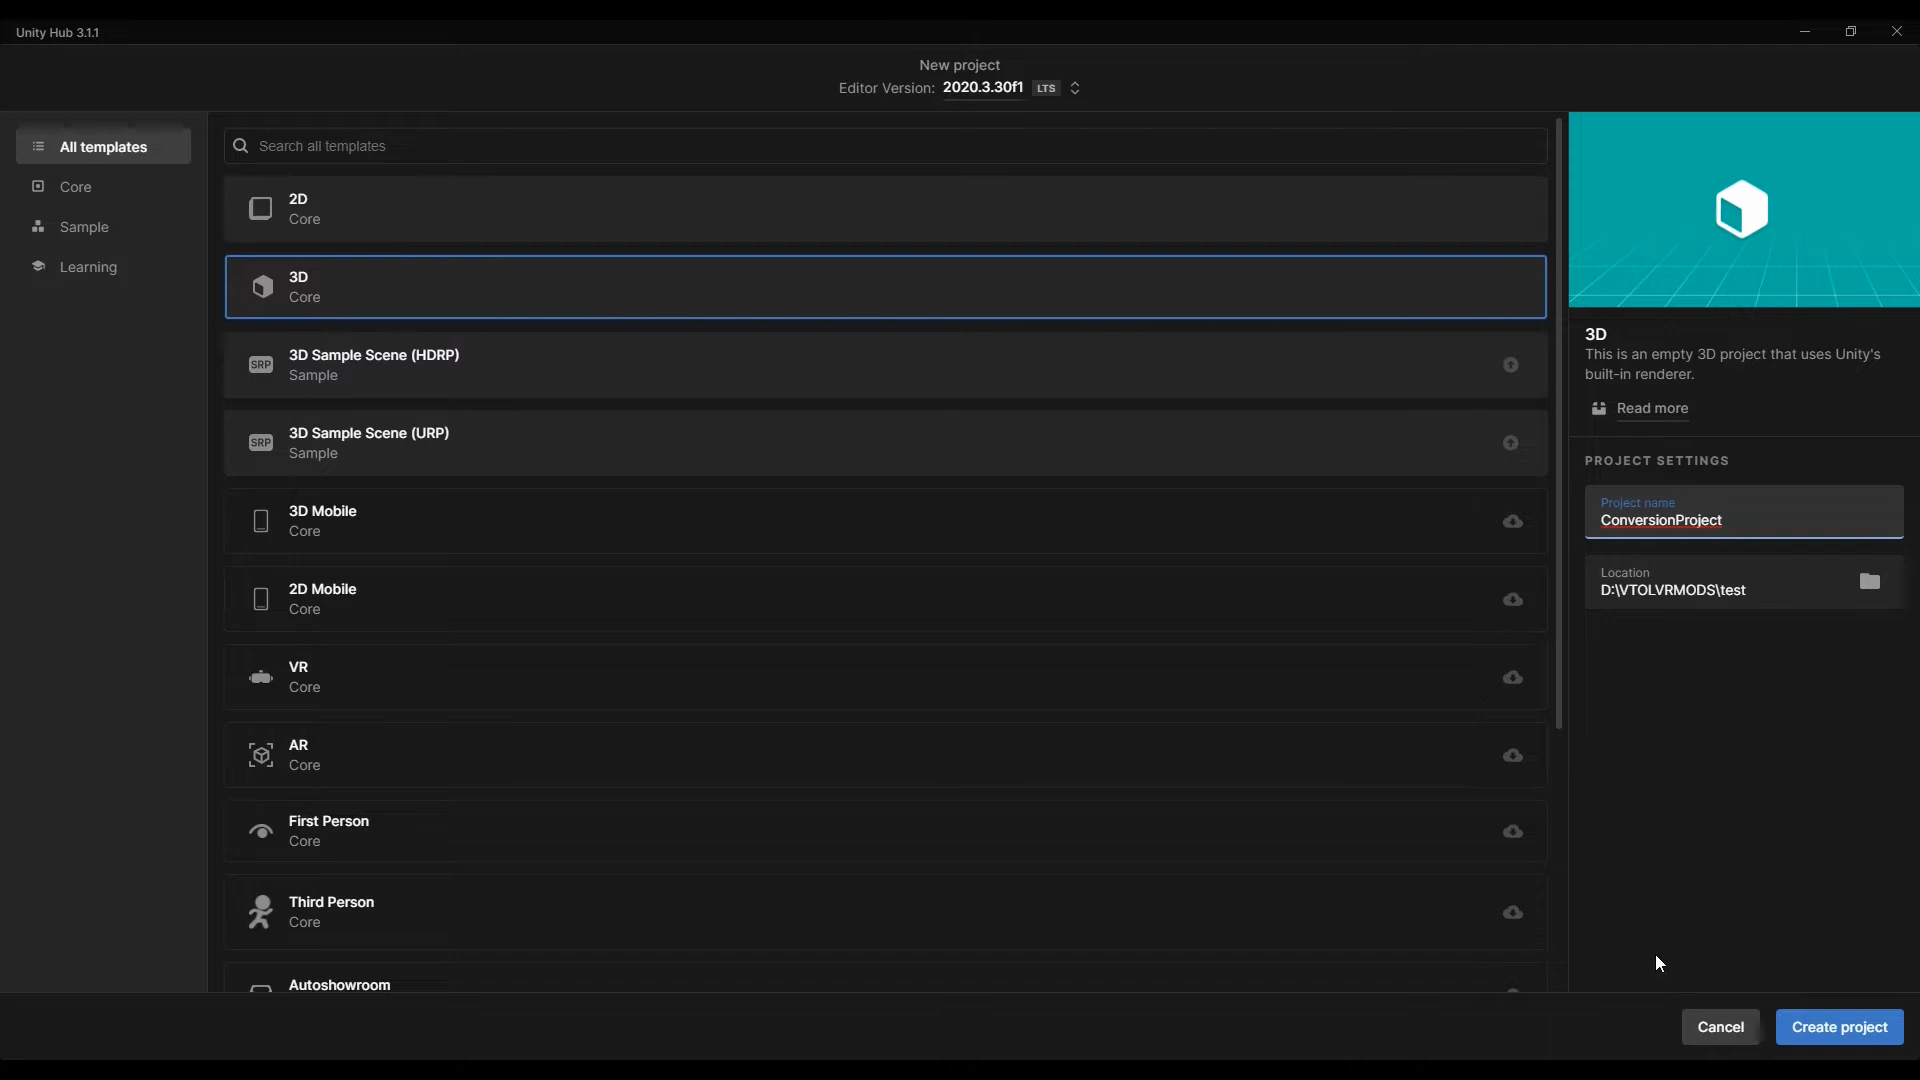 Unity Hub 3.1.1
New project
Editor Version: 2020.3.30f1 LTS
All templates
Core
Sample
Learning
Search all templates
2D
Core
3D
Core
SRP
3D Sample Scene (HDRP)
Sample
SRP
3D Sample Scene (URP)
Sample
3D Mobile
Core
2D Mobile
Core
VR
Core
AR
Core
First Person
Core
Third Person
Core
Autoshowroom
3D
This is an empty 3D project that uses Unity's
built-in renderer.
Read more
PROJECT SETTINGS
Project name
ConversionProject
Location
D:\VTOLVRMODS\test
Cancel
Create project